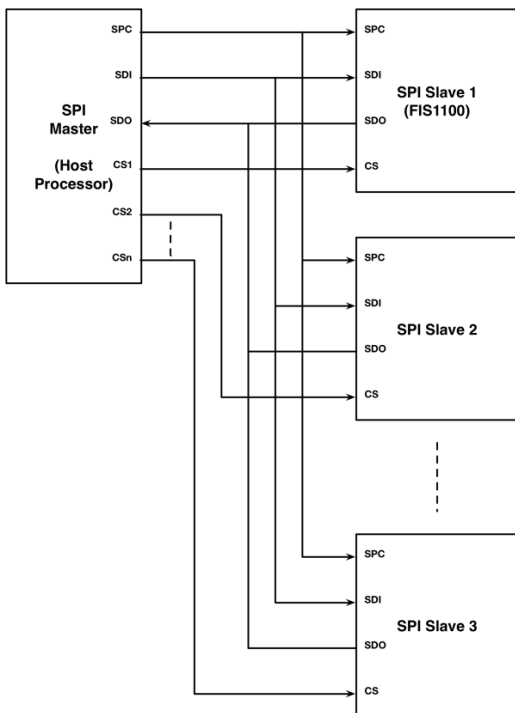 SPI
Master
(Host
Processor)
SPC
SDI
SDO
CS1
CS2
CSn
SPC
SDI
SDO
CS
SPI Slave 1
(FIS1100)
SPC
SDI
SDO
CS
SPI Slave 2
SPC
SDI
SDO
CS
SPI Slave 3